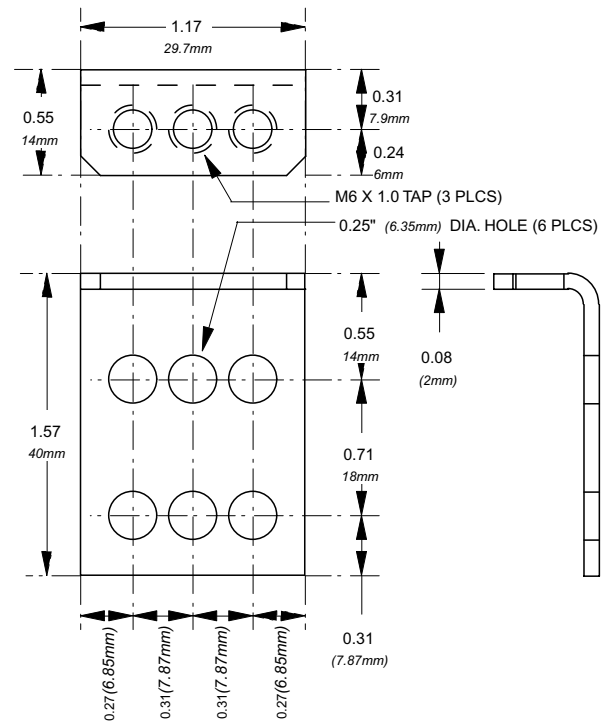 1.17
29.7mm
0.55
14mm
0.31
7.9mm
0.24
6mm
M6 X 1.0 TAP (3 PLCS)
0.25" (6.35mm) DIA. HOLE (6 PLCS)
0.55
14mm
0.08
(2mm)
1.57
40mm
0.71
18mm
0.31
(7.87mm)
0.27(6.85mm)
0.31(7.87mm)
0.31(7.87mm)
0.27(6.85mm)